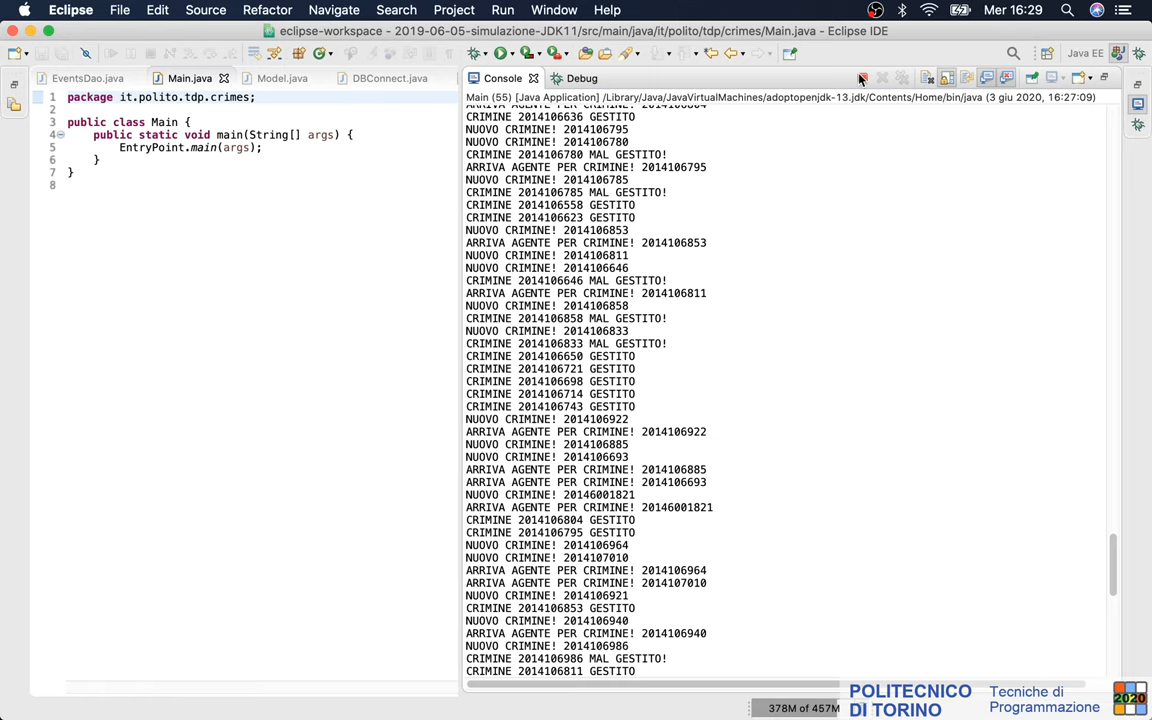 Eclipse File Edit Source Refactor Navigate Search Project Run Window Help Mer 16:29
eclipse-workspace - 2019-06-05-simulazione-JDK11/src/main/java/it/polito/tdp/crimes/Main.java - Eclipse IDE
Java EE
EventsDao.java Main.java Model.java DBConnect.java
Console Debug
Main (55) [Java Application] /Library/Java/JavaVirtualMachines/adoptopenjdk-13.jdk/Contents/Home/bin/java (3 giu 2020, 16:27:09)
1 package it.polito.tdp.crimes;
2
3 public class Main {
4 public static void main(String[] args) {
5 EntryPoint.main(args);
6 }
7 }
8
CRIMINE 2014106636 GESTITO
NUOVO CRIMINE! 2014106795
NUOVO CRIMINE! 2014106780
CRIMINE 2014106780 MAL GESTITO!
ARRIVA AGENTE PER CRIMINE! 2014106795
NUOVO CRIMINE! 2014106785
CRIMINE 2014106785 MAL GESTITO!
CRIMINE 2014106558 GESTITO
CRIMINE 2014106623 GESTITO
NUOVO CRIMINE! 2014106853
ARRIVA AGENTE PER CRIMINE! 2014106853
NUOVO CRIMINE! 2014106811
NUOVO CRIMINE! 2014106646
CRIMINE 2014106646 MAL GESTITO!
ARRIVA AGENTE PER CRIMINE! 2014106811
NUOVO CRIMINE! 2014106858
CRIMINE 2014106858 MAL GESTITO!
NUOVO CRIMINE! 2014106833
CRIMINE 2014106833 MAL GESTITO!
CRIMINE 2014106650 GESTITO
CRIMINE 2014106721 GESTITO
CRIMINE 2014106698 GESTITO
CRIMINE 2014106714 GESTITO
CRIMINE 2014106743 GESTITO
NUOVO CRIMINE! 2014106922
ARRIVA AGENTE PER CRIMINE! 2014106922
NUOVO CRIMINE! 2014106885
NUOVO CRIMINE! 2014106693
ARRIVA AGENTE PER CRIMINE! 2014106885
ARRIVA AGENTE PER CRIMINE! 2014106693
NUOVO CRIMINE! 20146001821
ARRIVA AGENTE PER CRIMINE! 20146001821
CRIMINE 2014106804 GESTITO
CRIMINE 2014106795 GESTITO
NUOVO CRIMINE! 2014106964
NUOVO CRIMINE! 2014107010
ARRIVA AGENTE PER CRIMINE! 2014106964
ARRIVA AGENTE PER CRIMINE! 2014107010
NUOVO CRIMINE! 2014106921
CRIMINE 2014106853 GESTITO
NUOVO CRIMINE! 2014106940
ARRIVA AGENTE PER CRIMINE! 2014106940
NUOVO CRIMINE! 2014106986
CRIMINE 2014106986 MAL GESTITO!
CRIMINE 2014106811 GESTITO
378M of 457M
POLITECNICO
DI TORINO
Tecniche di
Programmazione
2020